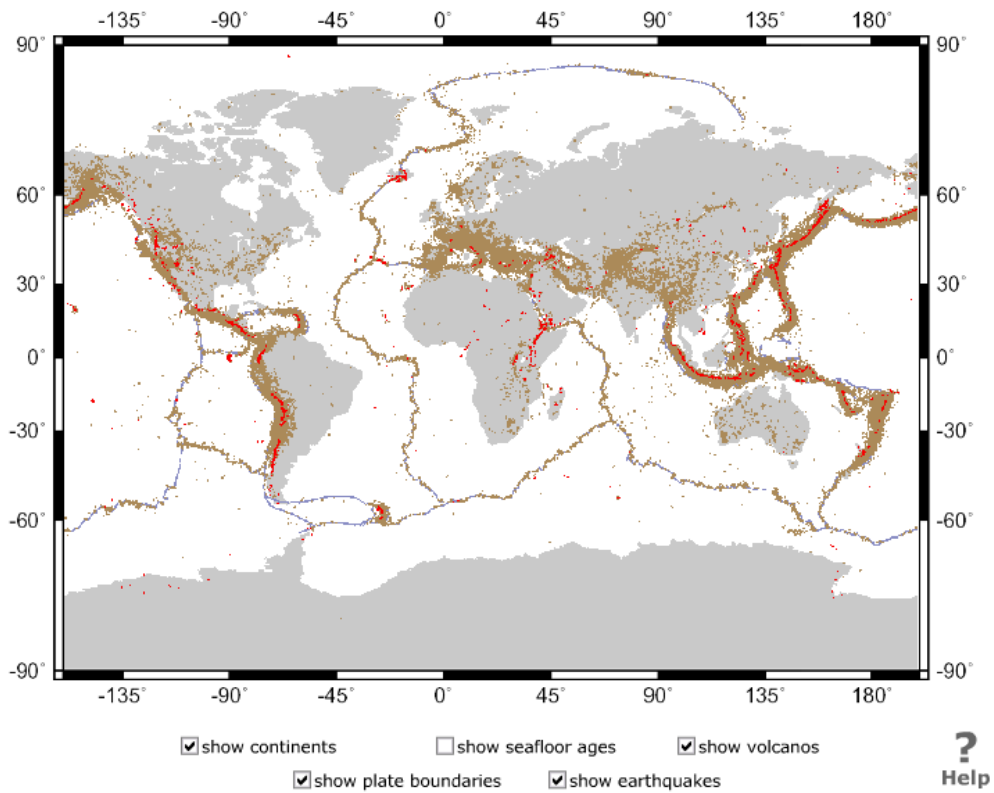 -135° -90° -45° 0° 45° 90° 135° 180°
90° 90°
60° 60°
30° 30°
0° 0°
-30° -30°
-60° -60°
-90° -90°
-135° -90° -45° 0° 45° 90° 135° 180°
show continents show seafloor ages show volcanos
?
show plate boundaries show earthquakes
Help